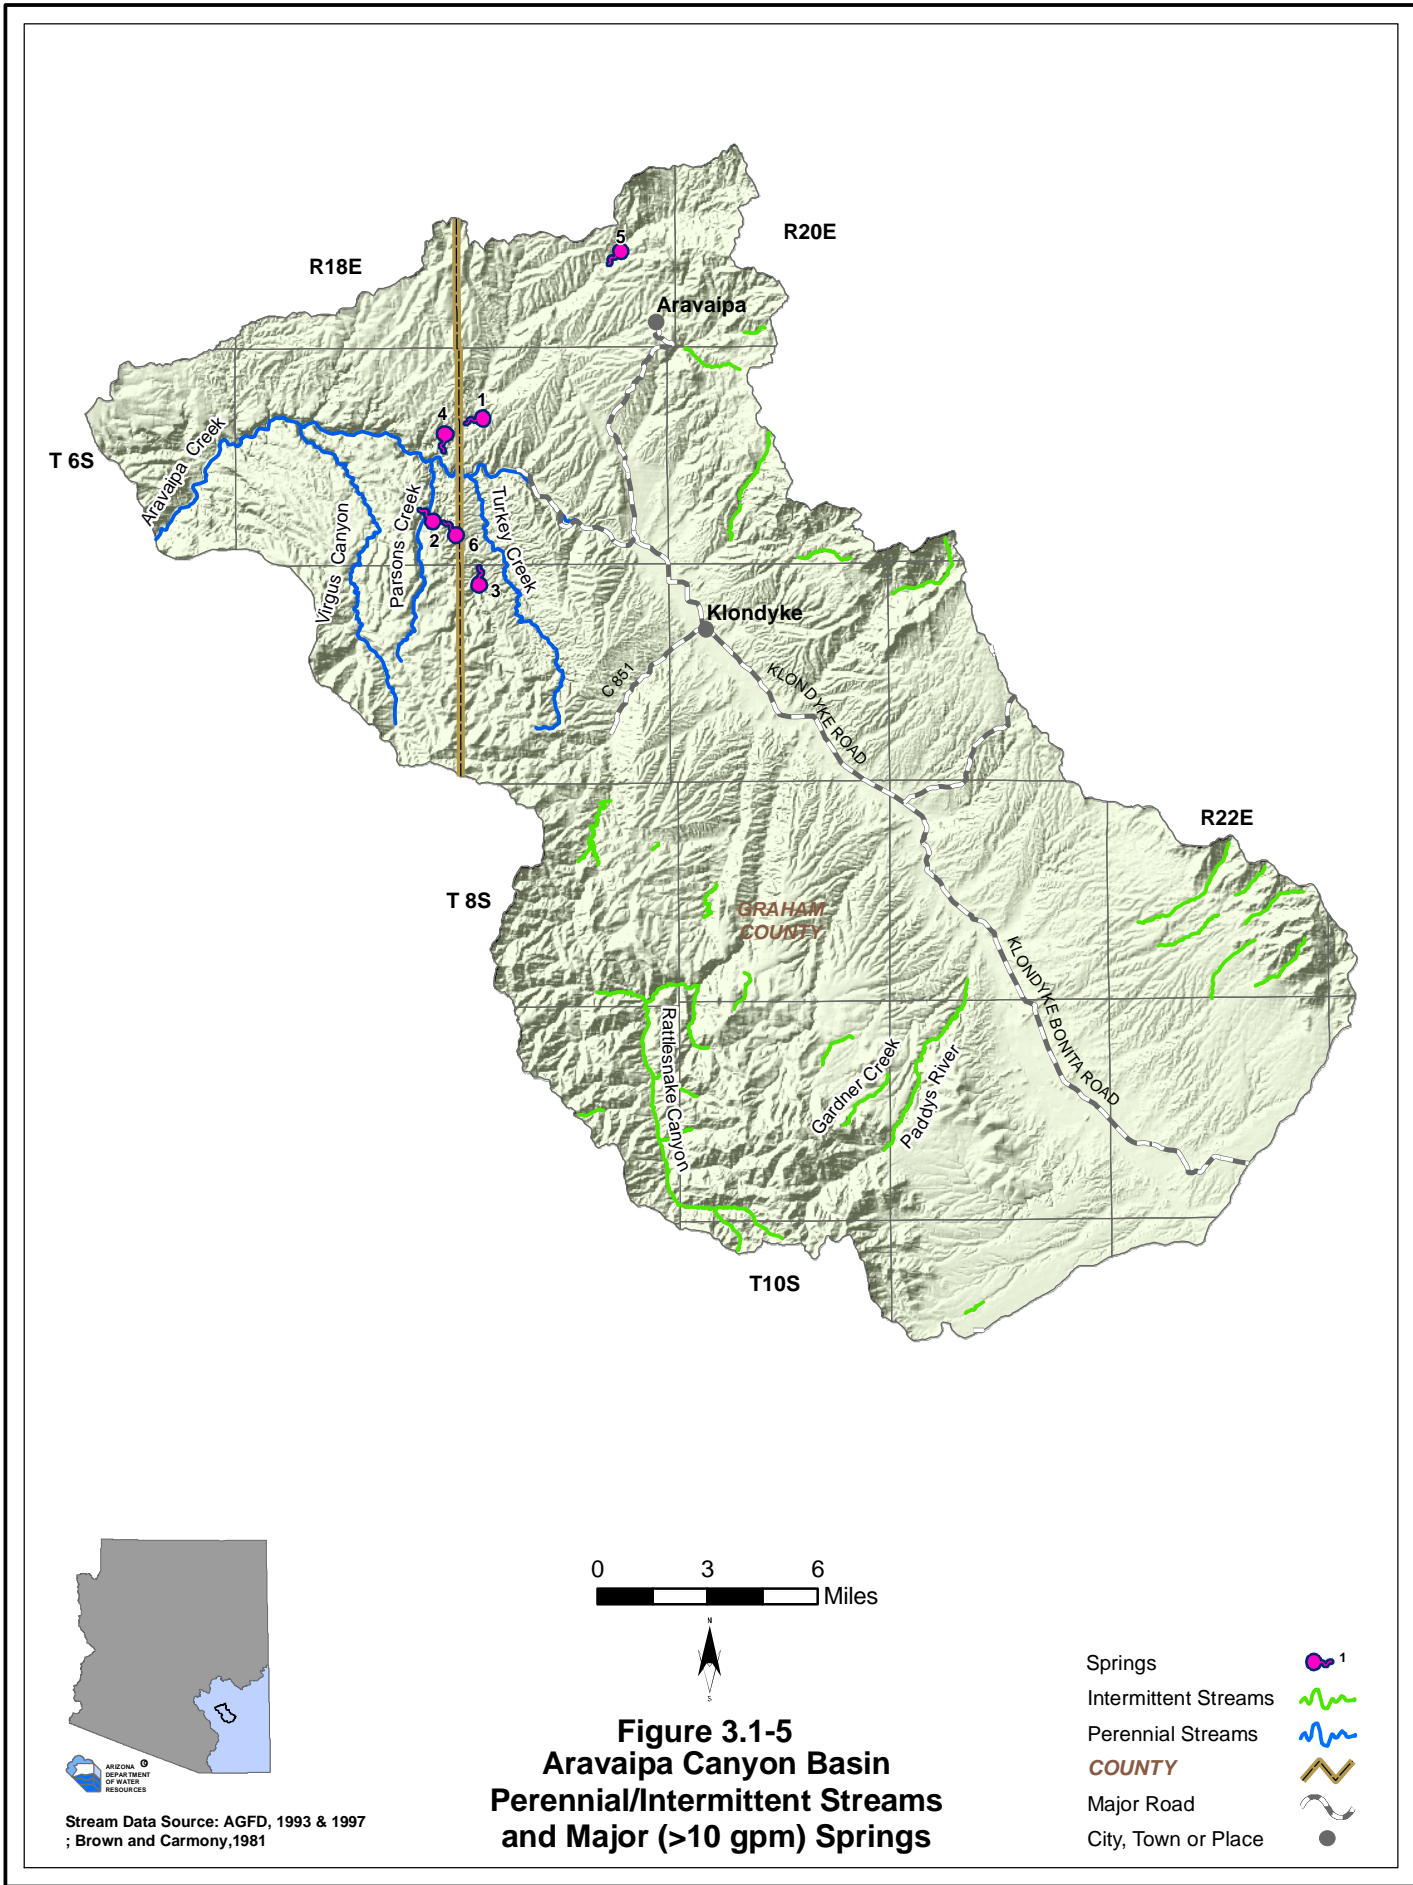 R20E
R18E
5
Aravaipa
1
4
T 6S
Aravaipa Creek
Virgus Canyon
Parsons Creek
Turkey Creek
2
6
3
Klondyke
C 851
KLONDYKE ROAD
R22E
T 8S
GRAHAM
COUNTY
KLONDYKE BONITA ROAD
Rattlesnake Canyon
Gardner Creek
Paddys River
T10S
0 3 6
Miles
N
S
Figure 3.1-5
Aravaipa Canyon Basin
Perennial/Intermittent Streams
and Major (>10 gpm) Springs
Springs 1
Intermittent Streams
Perennial Streams
COUNTY
Major Road
City, Town or Place
ARIZONA
DEPARTMENT
OF WATER
RESOURCES
Stream Data Source: AGFD, 1993 & 1997
; Brown and Carmony,1981